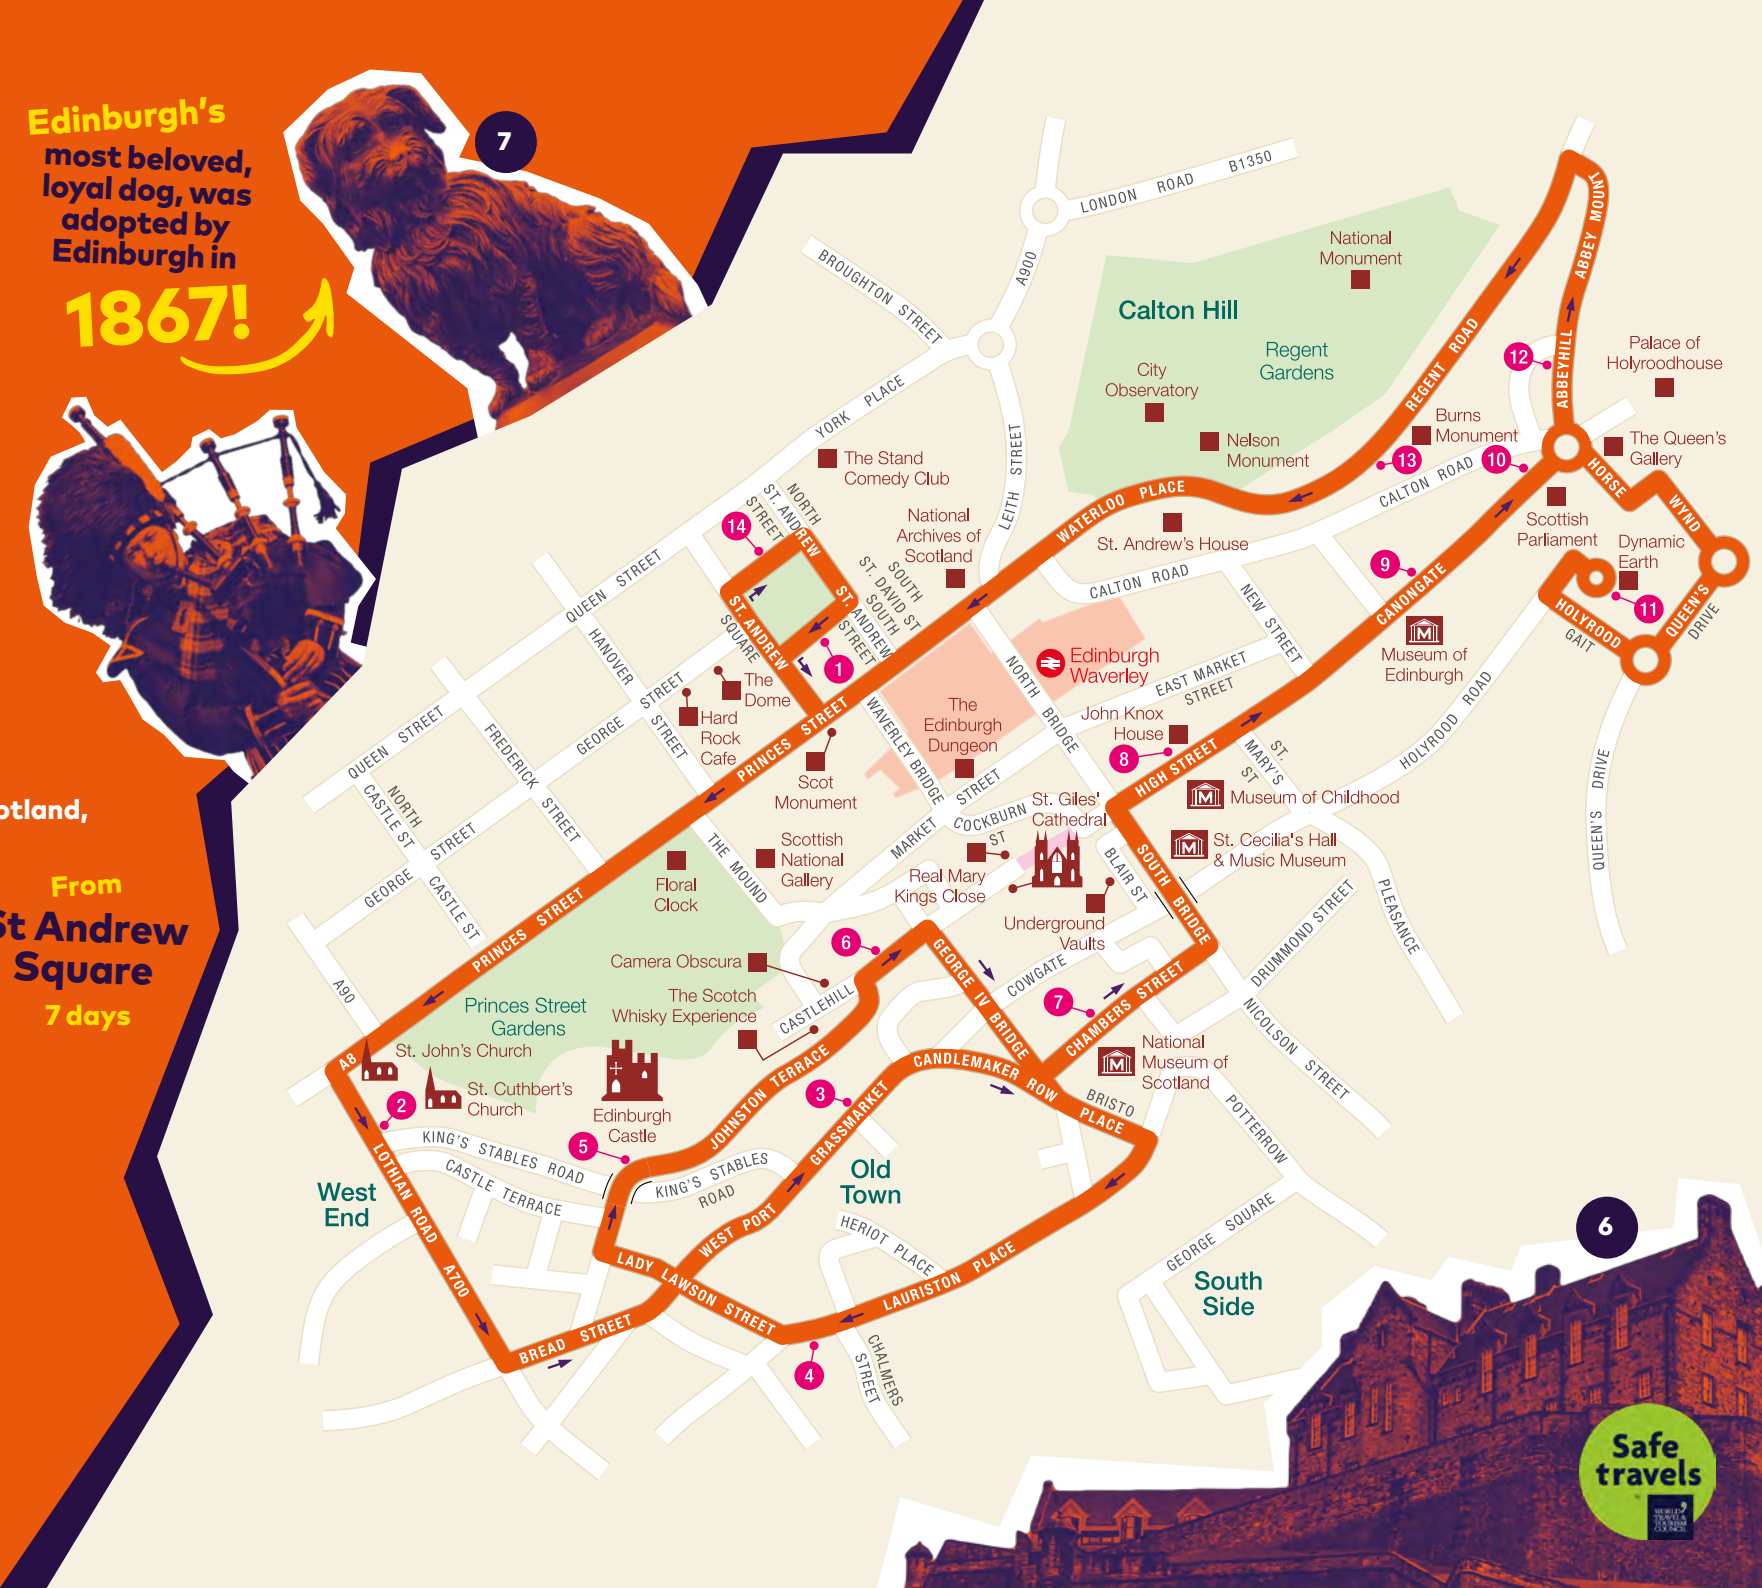 Edinburgh's
most beloved,
loyal dog, was
adopted by
Edinburgh in
1867!
7
otland,
From
St Andrew
Square
7 days
LONDON ROAD B1350
A900
BROUGHTON STREET
YORK PLACE
LEITH STREET
Calton Hill
National
Monument
Regent
Gardens
City
Observatory
Nelson
Monument
ABBEY MOUNT
ABBEYHILL
REGENT ROAD
12
Palace of
Holyroodhouse
Burns
Monument
13
10
The Queen's
Gallery
CALTON ROAD
HORSE
WYND
Scottish
Parliament
Dynamic
Earth
11
HOLYROOD
GAIT
QUEEN'S
DRIVE
QUEEN'S DRIVE
9
CANONGATE
Museum of
Edinburgh
HOLYROOD ROAD
WATERLOO PLACE
St. Andrew's House
CALTON ROAD
NEW STREET
The Stand
Comedy Club
NORTH
ST. ANDREW
STREET
14
ST. ANDREW
National
Archives of
Scotland
SOUTH
ST. DAVID ST
SOUTH
ST. ANDREW
STREET
ST. ANDREW
SQUARE
1
QUEEN STREET
HANOVER
STREET
The
Dome
Hard
Rock
Cafe
GEORGE STREET
FREDERICK STREET
QUEEN STREET
NORTH
CASTLE ST
GEORGE STREET
CASTLE ST
A90
PRINCES STREET
Scot
Monument
WAVERLEY BRIDGE
The
Edinburgh
Dungeon
NORTH BRIDGE
Edinburgh
Waverley
EAST MARKET
STREET
John Knox
House
8
HIGH STREET
ST.
MARY'S
ST
Museum of Childhood
St. Cecilia's Hall
& Music Museum
MARKET STREET
COCKBURN
ST
St. Giles'
Cathedral
Real Mary
Kings Close
Underground
Vaults
BLAIR ST
SOUTH BRIDGE
PLEASANCE
DRUMMOND STREET
NICOLSON STREET
COWGATE
7
CHAMBERS STREET
National
Museum of
Scotland
GEORGE IV BRIDGE
THE MOUND
Scottish
National
Gallery
Floral
Clock
PRINCES STREET
Princes Street
Gardens
6
Camera Obscura
The Scotch
Whisky Experience
CASTLEHILL
A8
St. John's Church
St. Cuthbert's
Church
2
Edinburgh
Castle
5
JOHNSTON TERRACE
3
GRASSMARKET
CANDLEMAKER ROW
BRISTO
PLACE
POTTERROW
KING'S STABLES ROAD
CASTLE TERRACE
KING'S STABLES
ROAD
West
End
LOTHIAN ROAD A700
Old
Town
WEST PORT
LADY LAWSON STREET
BREAD STREET
HERIOT PLACE
LAURISTON PLACE
CHALMERS
STREET
4
GEORGE SQUARE
South
Side
6
Safe
travels
WORLD
TRAVEL &
TOURISM
COUNCIL